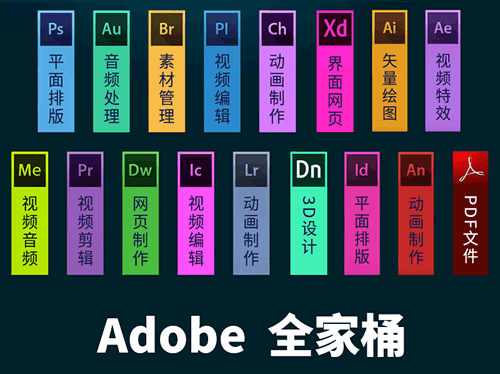 Ps
平面排版
Au
音频处理
Br
素材管理
Pl
视频编辑
Ch
动画制作
Xd
界面网页
Ai
矢量绘图
Ae
视频特效
Me
视频音频
Pr
视频剪辑
Dw
网页制作
Ic
视频编辑
Lr
动画制作
Dn
3D设计
Id
平面排版
An
动画制作
PDF文件
Adobe 全家桶